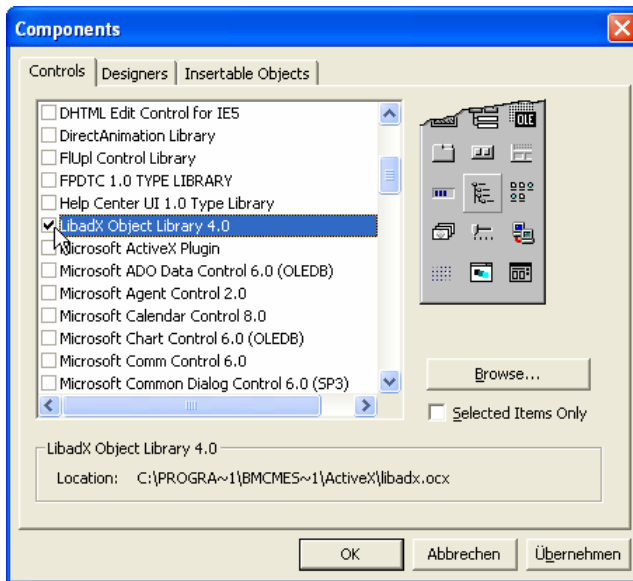 Components
Controls Designers Insertable Objects
DHTML Edit Control for IE5
DirectAnimation Library
FlUpl Control Library
FPDTC 1.0 TYPE LIBRARY
Help Center UI 1.0 Type Library
LibadX Object Library 4.0
Microsoft ActiveX Plugin
Microsoft ADO Data Control 6.0 (OLEDB)
Microsoft Agent Control 2.0
Microsoft Calendar Control 8.0
Microsoft Chart Control 6.0 (OLEDB)
Microsoft Comm Control 6.0
Microsoft Common Dialog Control 6.0 (SP3)
OLE
Browse...
Selected Items Only
LibadX Object Library 4.0
Location: C:\PROGRA~1\BMCMES~1\ActiveX\libadx.ocx
OK Abbrechen Übernehmen